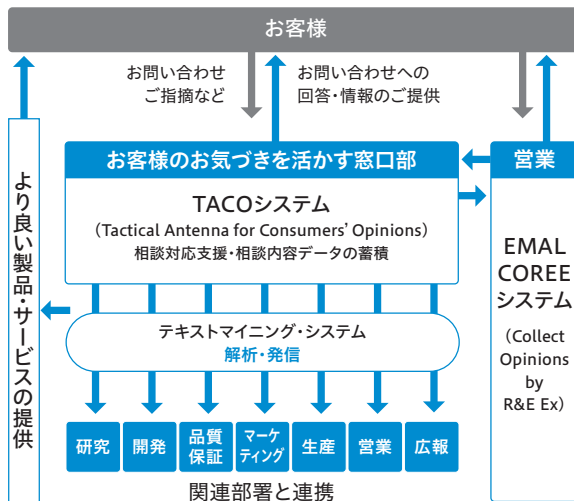 お客様
お問い合わせ
ご指摘など
お問い合わせへの
回答・情報のご提供
お客様のお気づきを活かす窓口部
TACOシステム
（Tactical Antenna for Consumers’ Opinions）
相談対応支援・相談内容データの蓄積
営業
EMAL
COREE
システム
（Collect
Opinions
by
R&E Ex）
より良い製品・サービスの提供
テキストマイニング・システム
解析・発信
研究
開発
品質
保証
マーケ
ティング
生産
営業
広報
関連部署と連携